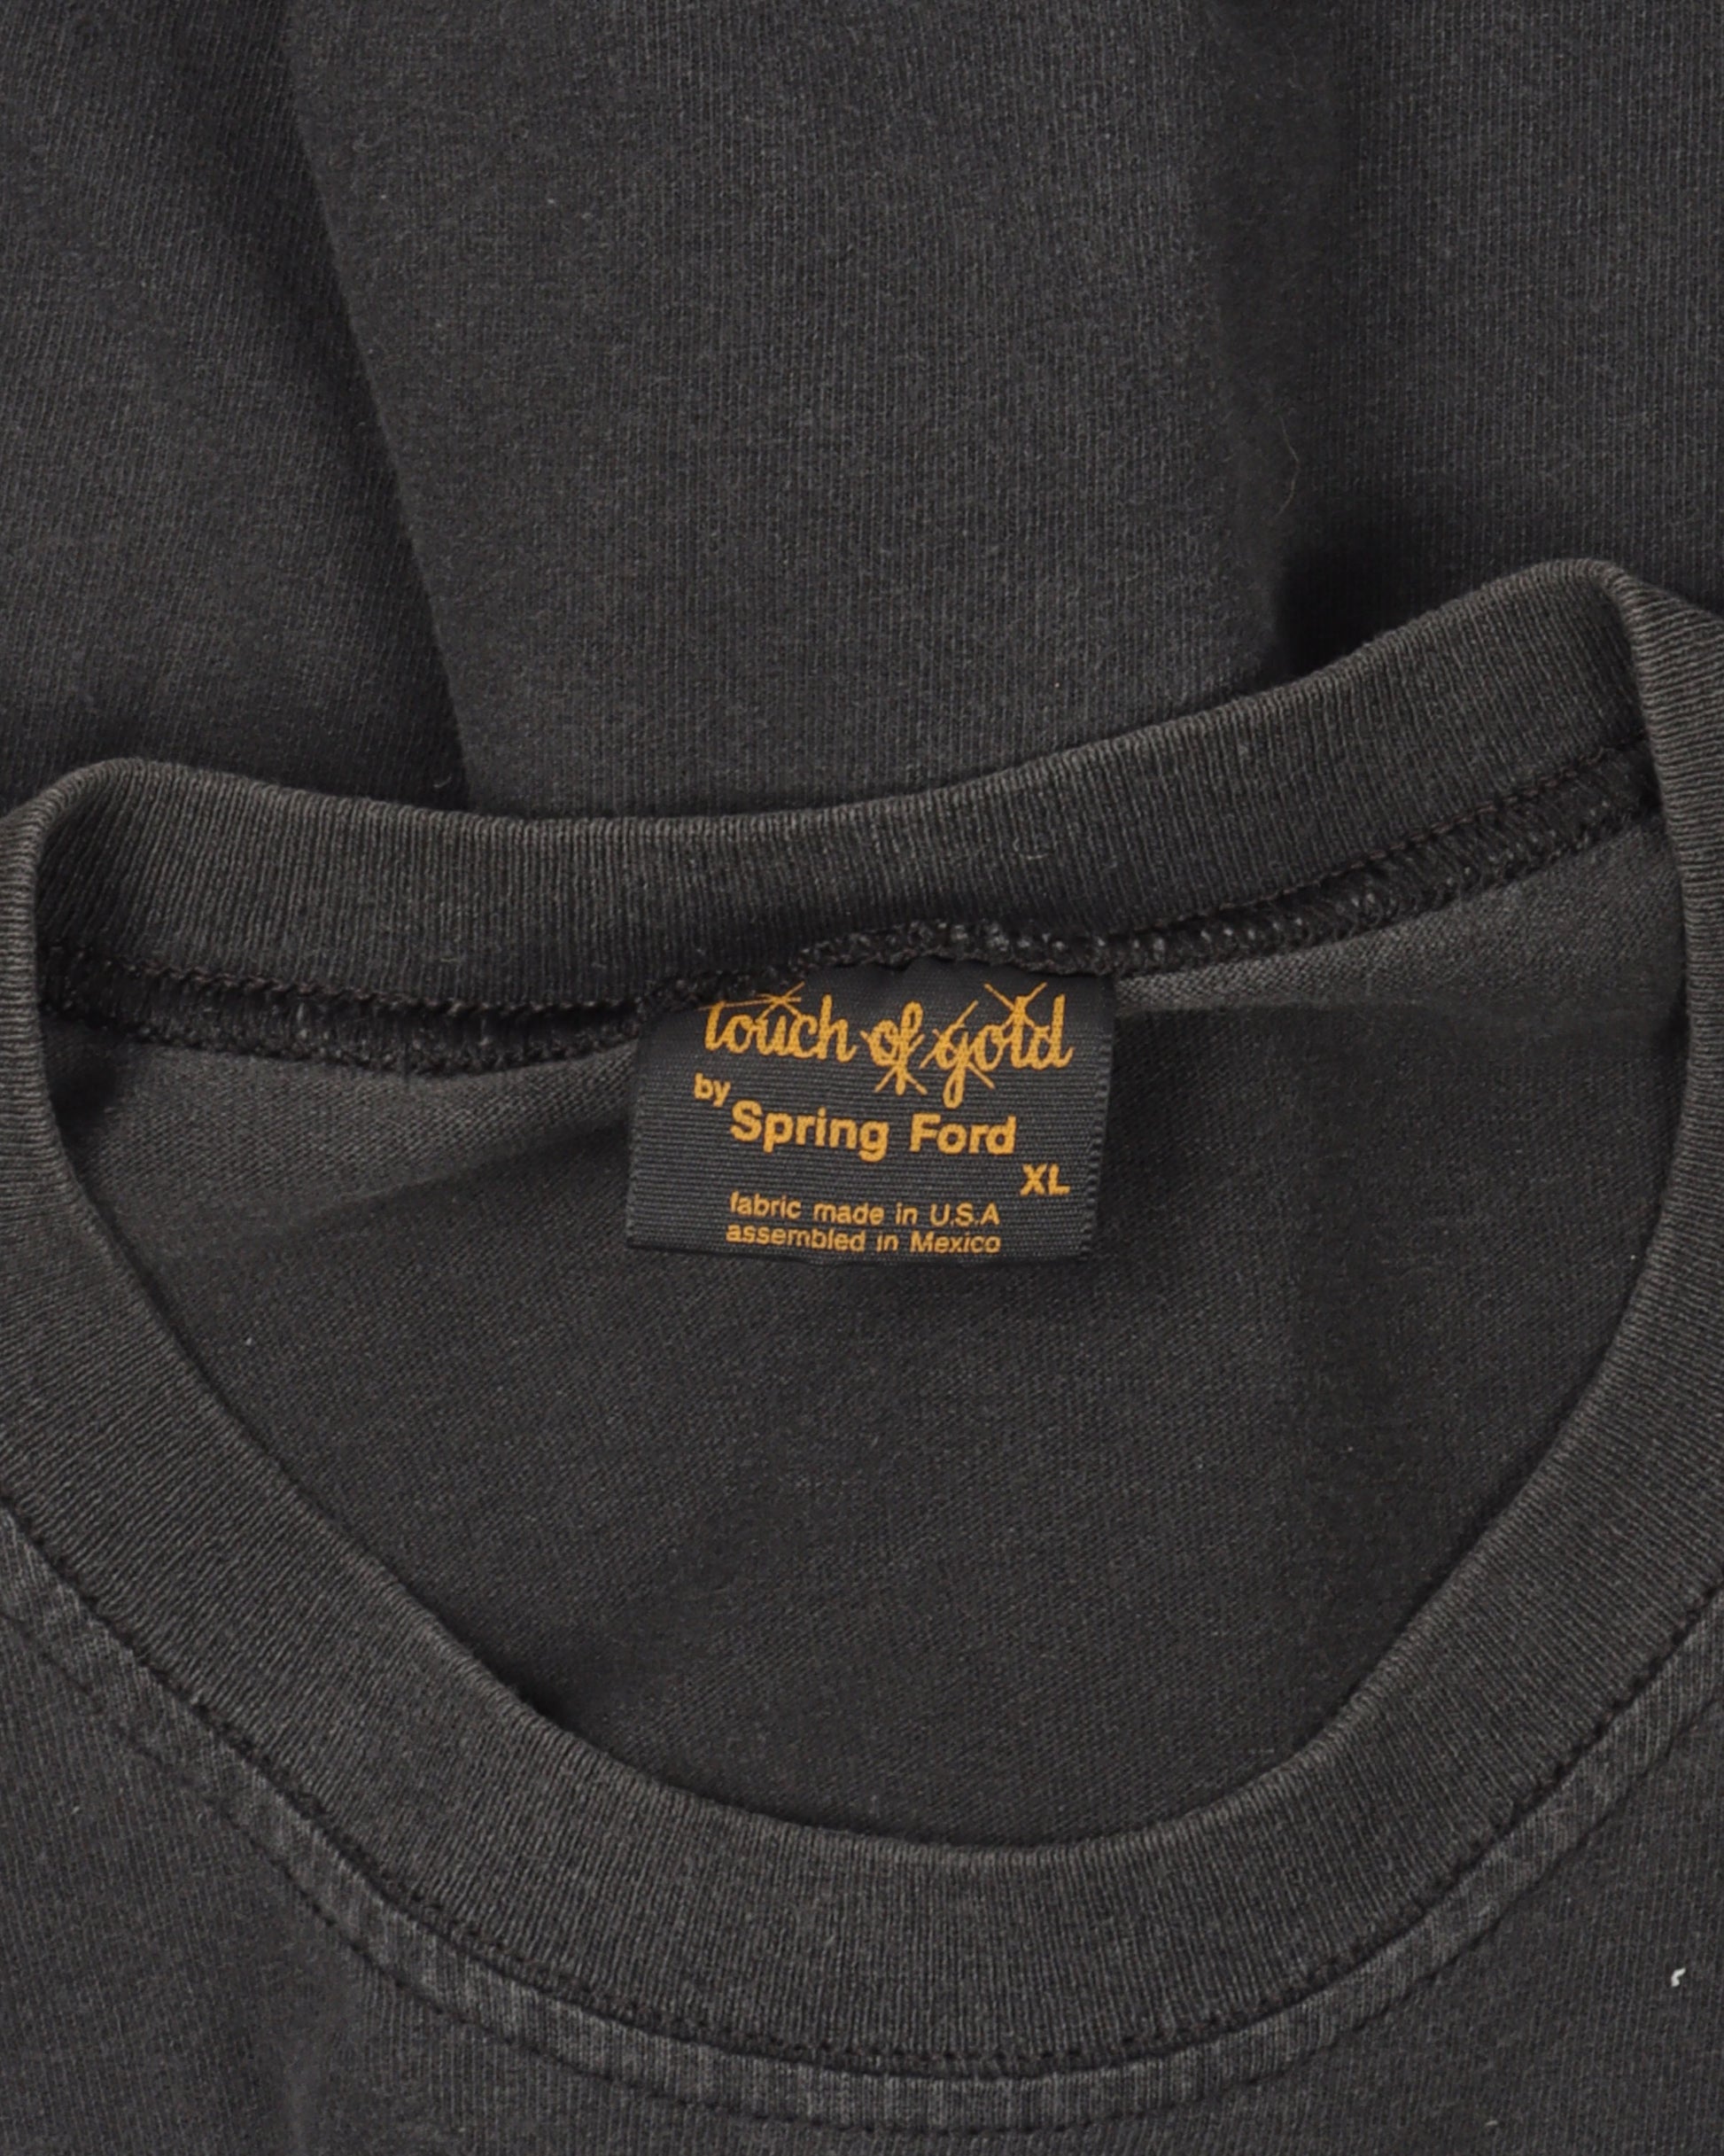 touch of gold
by Spring Ford
XL
fabric made in U.S.A
assembled in Mexico